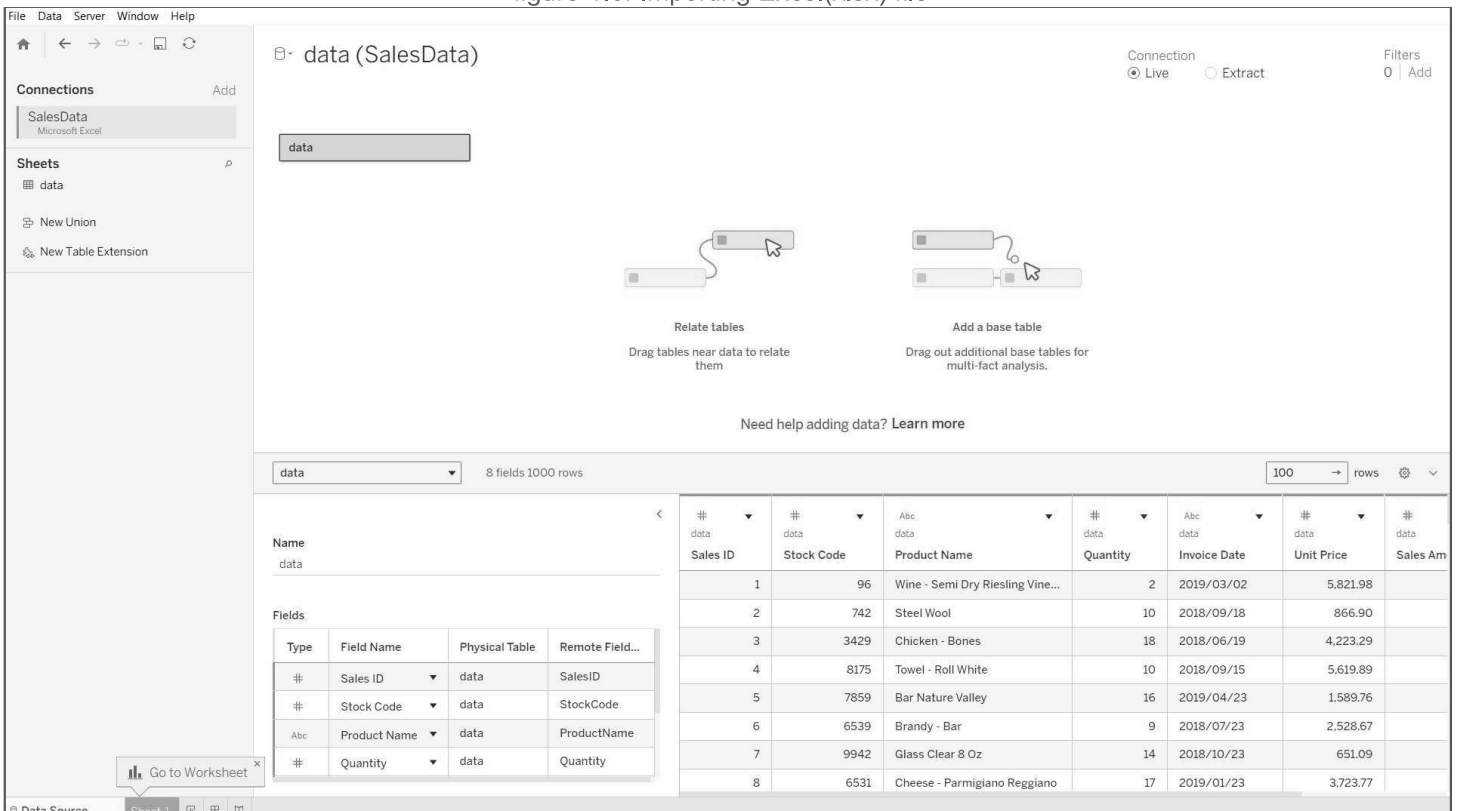 File Data Server Window Help
data (SalesData)
Connection
Live Extract
Filters
0 Add
Connections Add
SalesData
Microsoft Excel
Sheets
data
New Union
New Table Extension
data
Relate tables
Drag tables near data to relate
them
Add a base table
Drag out additional base tables for
multi-fact analysis.
Need help adding data? Learn more
data 8 fields 1000 rows 100 → rows
Name
data
Fields
Type Field Name Physical Table Remote Field...
# Sales ID data SalesID
# Stock Code data StockCode
Abc Product Name data ProductName
# Quantity data Quantity
# # Abc # Abc # #
data data data data data data data
Sales ID Stock Code Product Name Quantity Invoice Date Unit Price Sales Am
1 96 Wine - Semi Dry Riesling Vine... 2 2019/03/02 5,821.98
2 742 Steel Wool 10 2018/09/18 866.90
3 3429 Chicken - Bones 18 2018/06/19 4,223.29
4 8175 Towel - Roll White 10 2018/09/15 5,619.89
5 7859 Bar Nature Valley 16 2019/04/23 1,589.76
6 6539 Brandy - Bar 9 2018/07/23 2,528.67
7 9942 Glass Clear 8 Oz 14 2018/10/23 651.09
8 6531 Cheese - Parmigiano Reggiano 17 2019/01/23 3,723.77
Go to Worksheet ×
Data Source Sheet 1